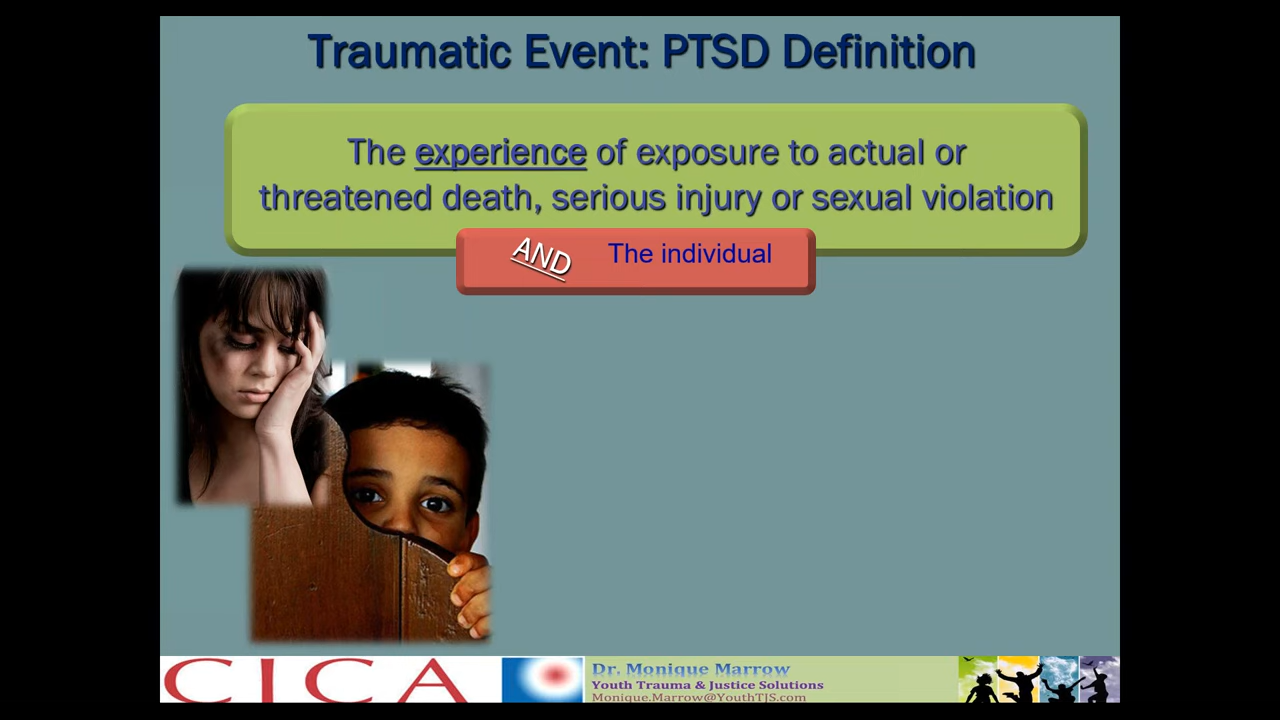 Traumatic Event: PTSD Definition
The experience of exposure to actual or
threatened death, serious injury or sexual violation
AND The individual
CICA
Dr. Monique Marrow
Youth Trauma & Justice Solutions
Monique.Marrow@YouthTJS.com